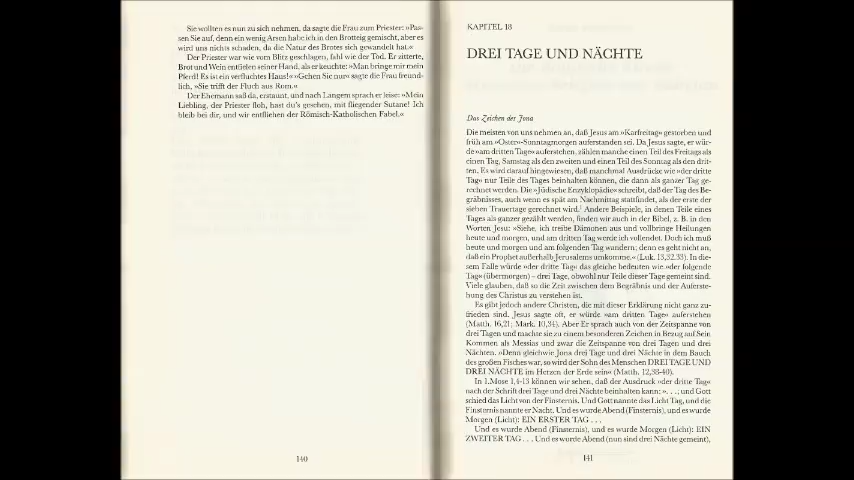 Sie wollten es nun zu sich nehmen, da sagte die Frau zum Priester: »Pas-
sen Sie auf, denn ein wenig Arsen habe ich in den Brotteig gemischt, aber es
wird uns nichts schaden, da die Natur des Brotes sich gewandelt hat.«
Der Priester war wie vom Blitz geschlagen, fahl wie der Tod. Er zitterte,
Brot und Wein entfielen seiner Hand, als er keuchte: »Man bringe mir mein
Pferd! Es ist ein verfluchtes Haus!« »Gehen Sie nur« sagte die Frau freund-
lich, »Sie trifft der Fluch aus Rom.«
Der Ehemann saß da, erstaunt, und nach Langem sprach er leise: »Mein
Liebling, der Priester floh, hast du's gesehen, mit fliegender Sutane! Ich
bleib bei dir, und wir entfliehen der Römisch-Katholischen Fabel.«
140
KAPITEL 18
DREI TAGE UND NÄCHTE
Das Zeichen des Jona
Die meisten von uns nehmen an, daß Jesus am »Karfreitag« gestorben und
früh am »Oster«-Sonntagmorgen auferstanden sei. Da Jesus sagte, er wür-
de »am dritten Tage« auferstehen, zählen manche einen Teil des Freitags als
einen Tag, Samstag als den zweiten und einen Teil des Sonntag als den drit-
ten. Es wird darauf hingewiesen, daß manchmal Ausdrücke wie »der dritte
Tag« nur Teile des Tages beinhalten können, die dann als ganzer Tag ge-
rechnet werden. Die »Jüdische Enzyklopädie« schreibt, daß der Tag des Be-
gräbnisses, auch wenn es spät am Nachmittag stattfindet, als der erste der
sieben Trauertage gerechnet wird.¹ Andere Beispiele, in denen Teile eines
Tages als ganzer gezählt werden, finden wir auch in der Bibel, z. B. in den
Worten Jesu: »Siehe, ich treibe Dämonen aus und vollbringe Heilungen
heute und morgen, und am dritten Tag werde ich vollendet. Doch ich muß
heute und morgen und am folgenden Tag wandern; denn es geht nicht an,
daß ein Prophet außerhalb Jerusalems umkomme.« (Luk. 13,32.33). In die-
sem Falle würde »der dritte Tag« das gleiche bedeuten wie »der folgende
Tag« (übermorgen) – drei Tage, obwohl nur Teile dieser Tage gemeint sind.
Viele glauben, daß so die Zeit zwischen dem Begräbnis und der Auferste-
hung des Christus zu verstehen ist.
Es gibt jedoch andere Christen, die mit dieser Erklärung nicht ganz zu-
frieden sind. Jesus sagte oft, er würde »am dritten Tage« auferstehen
(Matth. 16,21; Mark. 10,34). Aber Er sprach auch von der Zeitspanne von
drei Tagen und machte sie zu einem besonderen Zeichen in Bezug auf Sein
Kommen als Messias und zwar die Zeitspanne von drei Tagen und drei
Nächten. »Denn gleichwie Jona drei Tage und drei Nächte in dem Bauch
des großen Fisches war, so wird der Sohn des Menschen DREI TAGE UND
DREI NÄCHTE im Herzen der Erde sein« (Matth. 12,38-40).
In 1.Mose 1,4-13 können wir sehen, daß der Ausdruck »der dritte Tag«
nach der Schrift drei Tage und drei Nächte beinhalten kann: ». . ., und Gott
schied das Licht von der Finsternis. Und Gott nannte das Licht Tag, und die
Finsternis nannte er Nacht. Und es wurde Abend (Finsternis), und es wurde
Morgen (Licht): EIN ERSTER TAG . . .
Und es wurde Abend (Finsternis), und es wurde Morgen (Licht): EIN
ZWEITER TAG . . . Und es wurde Abend (nun sind drei Nächte gemeint),
141